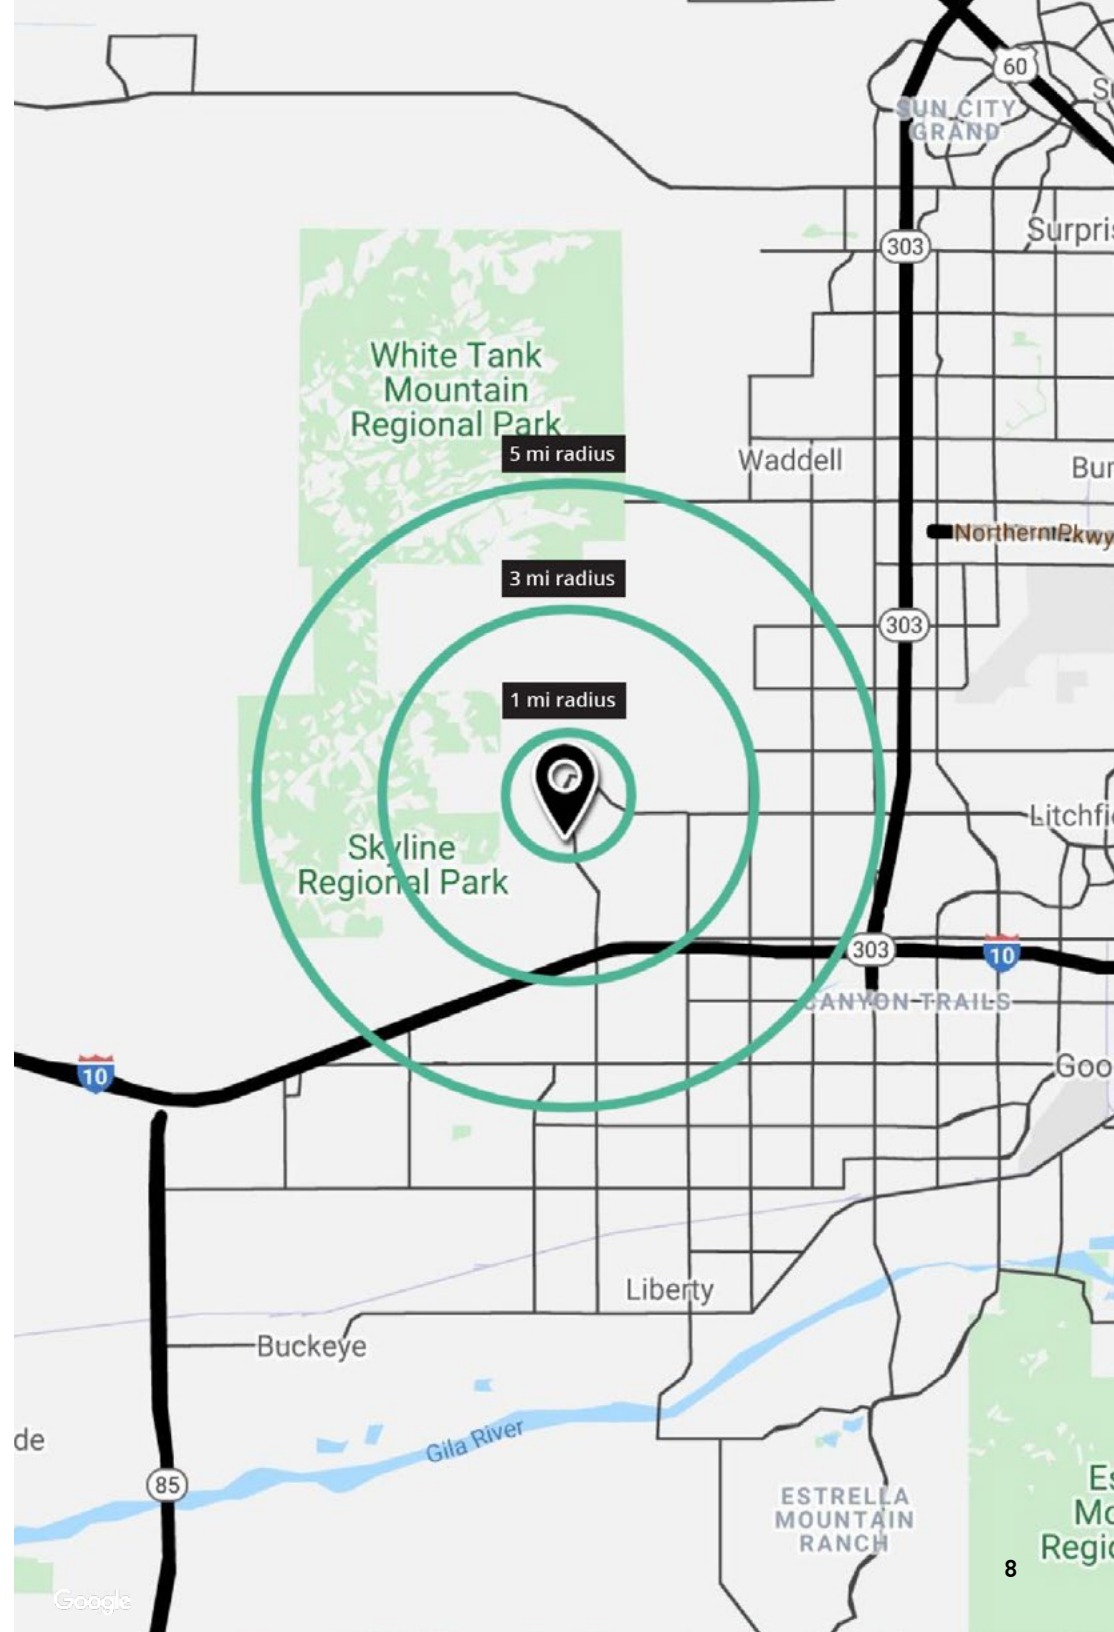 60
Su
SUN CITY
GRAND
Surpris
303
White Tank
Mountain
Regional Park
5 mi radius
Waddell
Bur
Northern Pkwy
3 mi radius
303
1 mi radius
Litchfie
Skyline
Regional Park
303
10
CANYON TRAILS
Goo
10
Liberty
Buckeye
Gila River
de
85
ESTRELLA
MOUNTAIN
RANCH
Es
Mo
Regio
8
Google